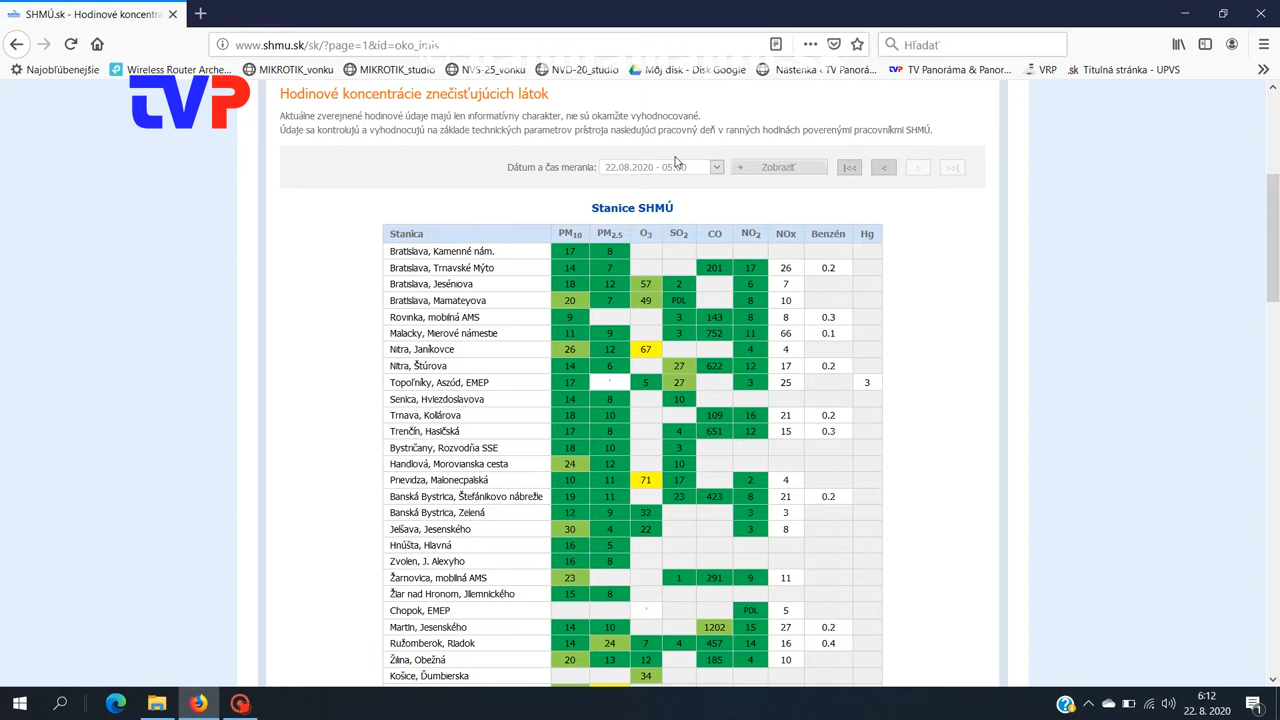 SHMÚ.sk - Hodinové koncentrá
www.shmu.sk/sk/?page=1&id=oko_imis
Hľadať
Najobľúbenejšie
Wireless Router Arche...
MIKROTIK_vonku
MIKROTIK_studio
NVS-25_vonku
NVD-20_studio
Môj disk - Disk Google
Nástenka ‹ TV Panorá...
TV Panoráma & Panor...
VRP
Titulná stránka - ÚPVS
TVP
Hodinové koncentrácie znečisťujúcich látok
Aktuálne zverejnené hodinové údaje majú len informatívny charakter, nie sú okamžite vyhodnocované.
Údaje sa kontrolujú a vyhodnocujú na základe technických parametrov prístroja nasledujúci pracovný deň v ranných hodinách poverenými pracovníkmi SHMÚ.
Dátum a čas merania: 22.08.2020 - 05:00 Zobraziť |<< < > >>|
Stanice SHMÚ
Stanica PM10 PM2.5 O3 SO2 CO NO2 NOx Benzén Hg
Bratislava, Kamenné nám. 17 8
Bratislava, Trnavské Mýto 14 7 201 17 26 0.2
Bratislava, Jeséniova 18 12 57 2 6 7
Bratislava, Mamateyova 20 7 49 PDL 8 10
Rovinka, mobilná AMS 9 3 143 8 8 0.3
Malacky, Mierové námestie 11 9 3 752 11 66 0.1
Nitra, Janíkovce 26 12 67 4 4
Nitra, Štúrova 14 6 27 622 12 17 0.2
Topoľníky, Aszód, EMEP 17 * 5 27 3 25 3
Senica, Hviezdoslavova 14 8 10
Trnava, Kollárova 18 10 109 16 21 0.2
Trenčín, Hasičská 17 8 4 651 12 15 0.3
Bystričany, Rozvodňa SSE 18 10 3
Handlová, Morovianska cesta 24 12 10
Prievidza, Malonecpalská 10 11 71 17 2 4
Banská Bystrica, Štefánikovo nábrežie 19 11 23 423 8 21 0.2
Banská Bystrica, Zelená 12 9 32 3 3
Jelšava, Jesenského 30 4 22 3 8
Hnúšťa, Hlavná 16 5
Zvolen, J. Alexyho 16 8
Žarnovica, mobilná AMS 23 1 291 9 11
Žiar nad Hronom, Jilemnického 15 8
Chopok, EMEP * PDL 5
Martin, Jesenského 14 10 1202 15 27 0.2
Ružomberok, Riadok 14 24 7 4 457 14 16 0.4
Žilina, Obežná 20 13 12 185 4 10
Košice, Ďumbierska 34
6:12
22. 8. 2020